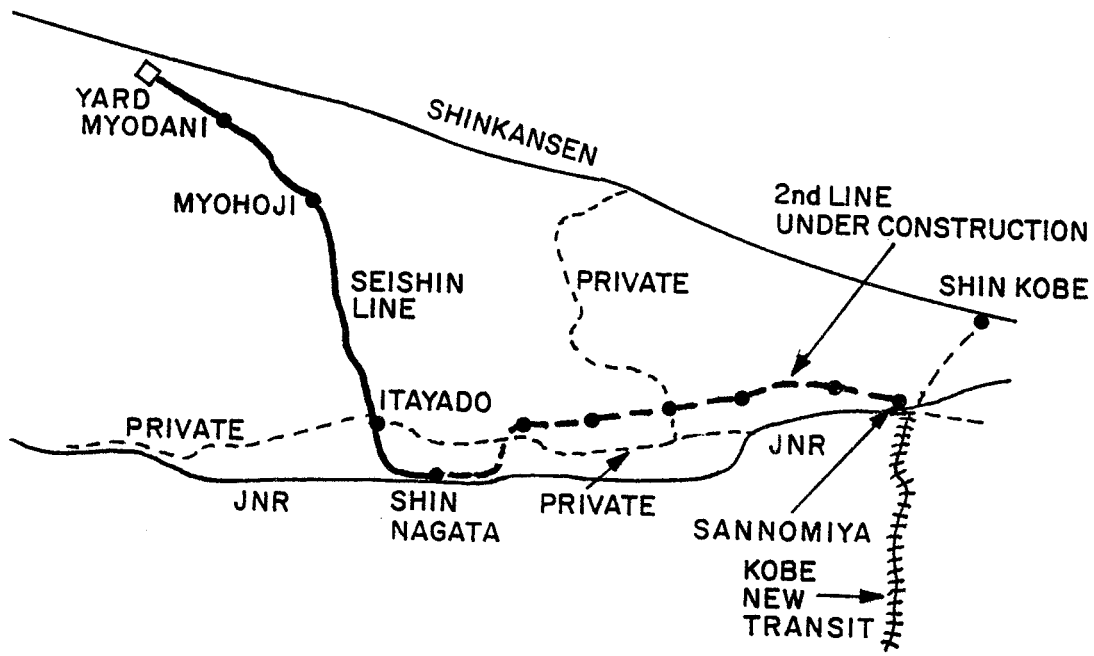 YARD
MYODANI
SHINKANSEN
MYOHOJI
2nd LINE
UNDER CONSTRUCTION
SEISHIN
LINE
PRIVATE
SHIN KOBE
ITAYADO
PRIVATE
JNR
JNR
SHIN
NAGATA
PRIVATE
SANNOMIYA
KOBE
NEW
TRANSIT